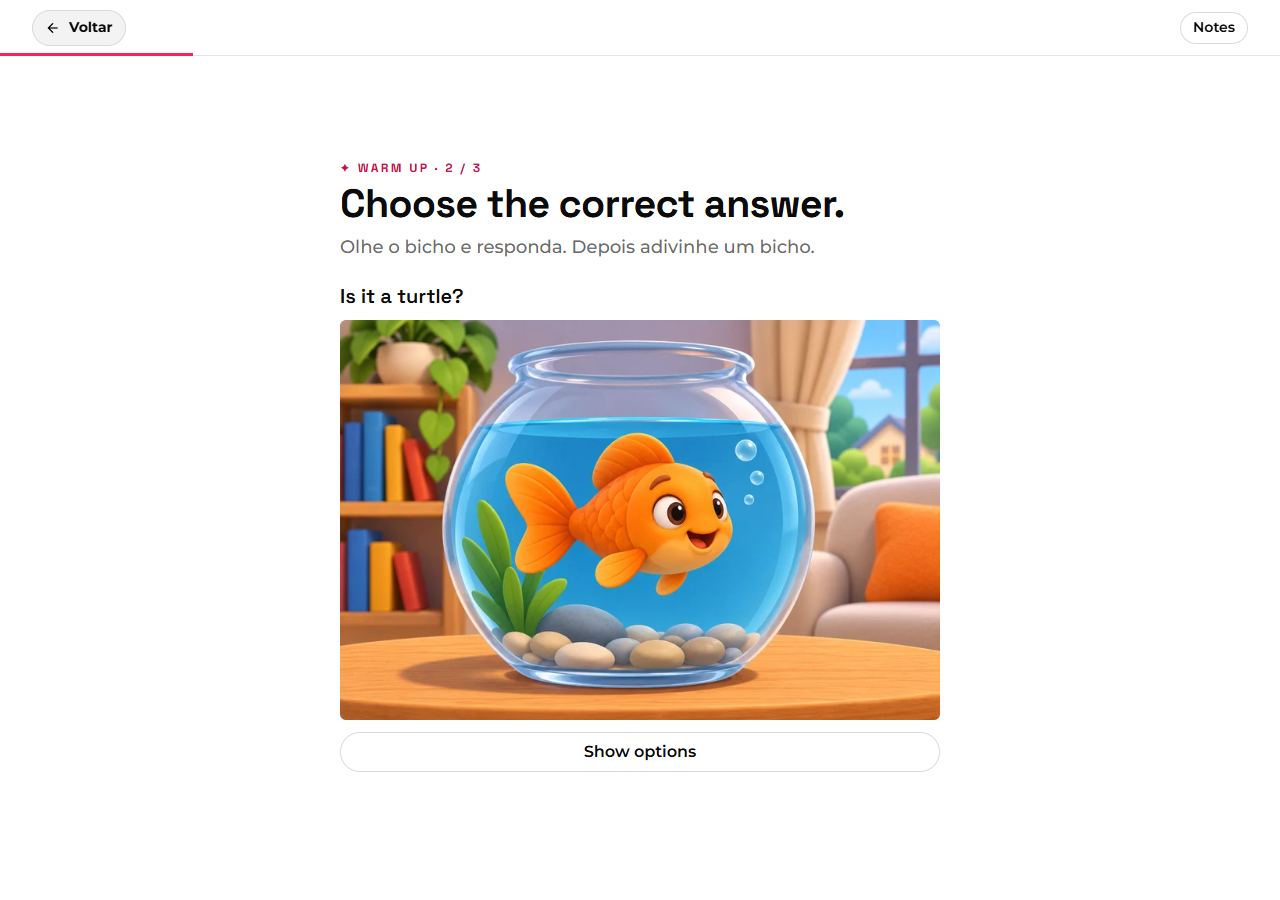 ← Voltar
Notes
✦ WARM UP · 2 / 3
Choose the correct answer.
Olhe o bicho e responda. Depois adivinhe um bicho.
Is it a turtle?
Show options